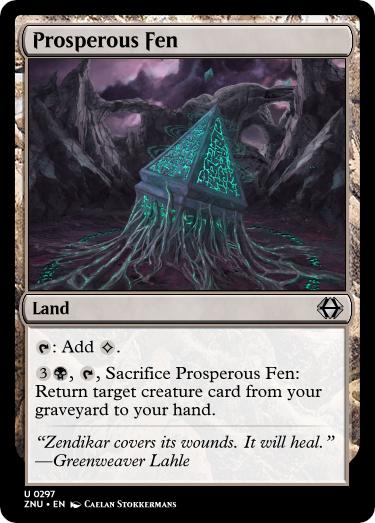 Prosperous Fen
Land
: Add .
3, , Sacrifice Prosperous Fen:
Return target creature card from your
graveyard to your hand.
“Zendikar covers its wounds. It will heal.”
—Greenweaver Lahle
U 0297
ZNU • EN Caelan Stokkermans